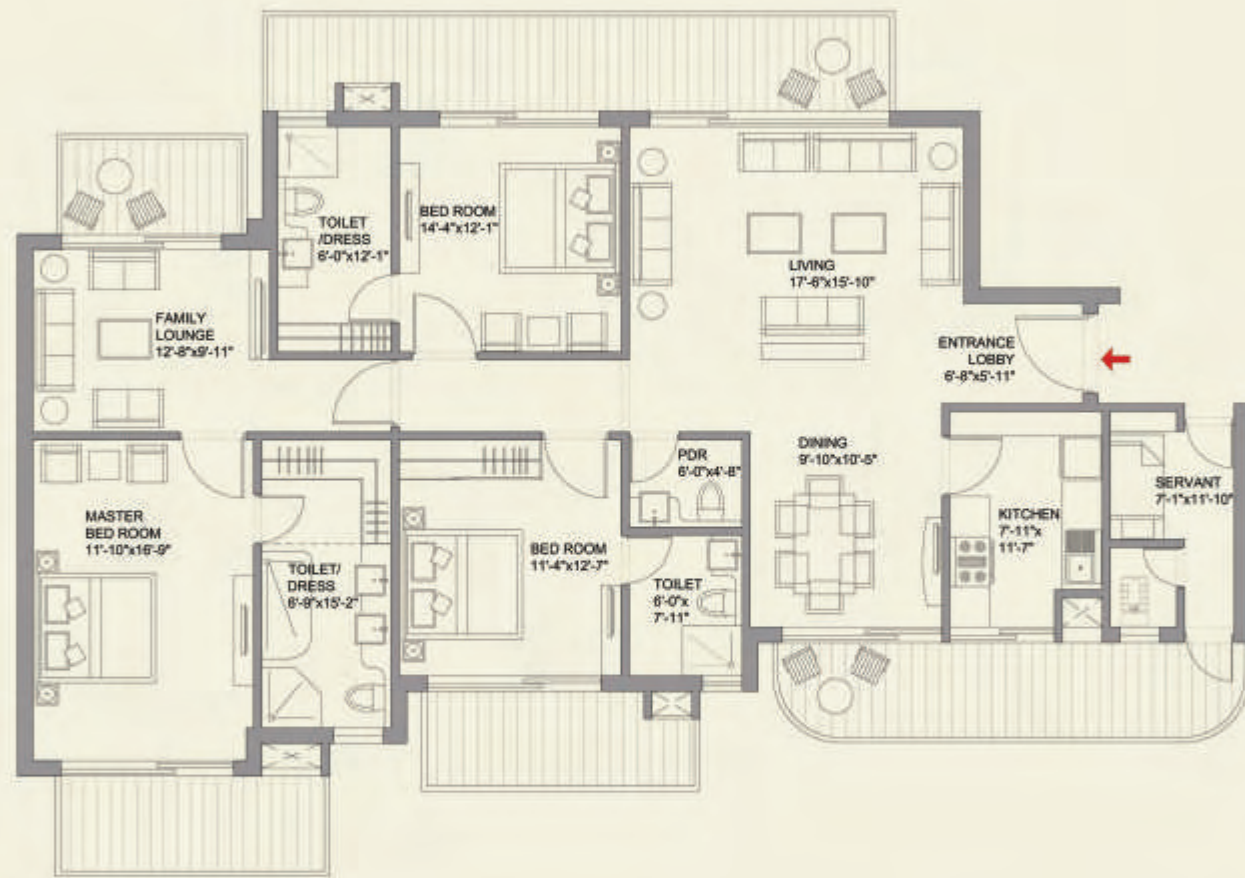 TOILET
/DRESS
6'-0"x12'-1"
BED ROOM
14'-4"x12'-1"
LIVING
17'-6"x15'-10"
FAMILY
LOUNGE
12'-8"x9'-11"
ENTRANCE
LOBBY
6'-8"x5'-11"
MASTER
BED ROOM
11'-10"x16'-9"
TOILET/
DRESS
6'-9"x15'-2"
BED ROOM
11'-4"x12'-7"
PDR
6'-0"x4'-8"
TOILET
6'-0"x
7'-11"
DINING
9'-10"x10'-5"
KITCHEN
7'-11"x
11'-7"
SERVANT
7'-1"x11'-10"